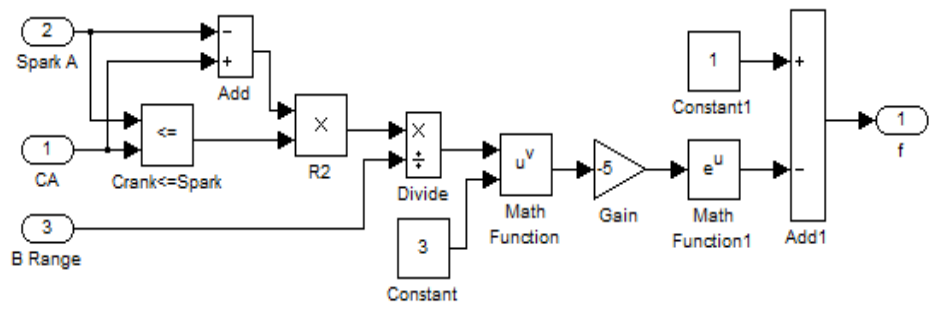 2
Spark A
−
+
Add
1
CA
<=
Crank<=Spark
×
R2
3
B Range
×
÷
Divide
3
Constant
u^v
Math
Function
-5
Gain
e^u
Math
Function1
1
Constant1
+
−
Add1
1
f